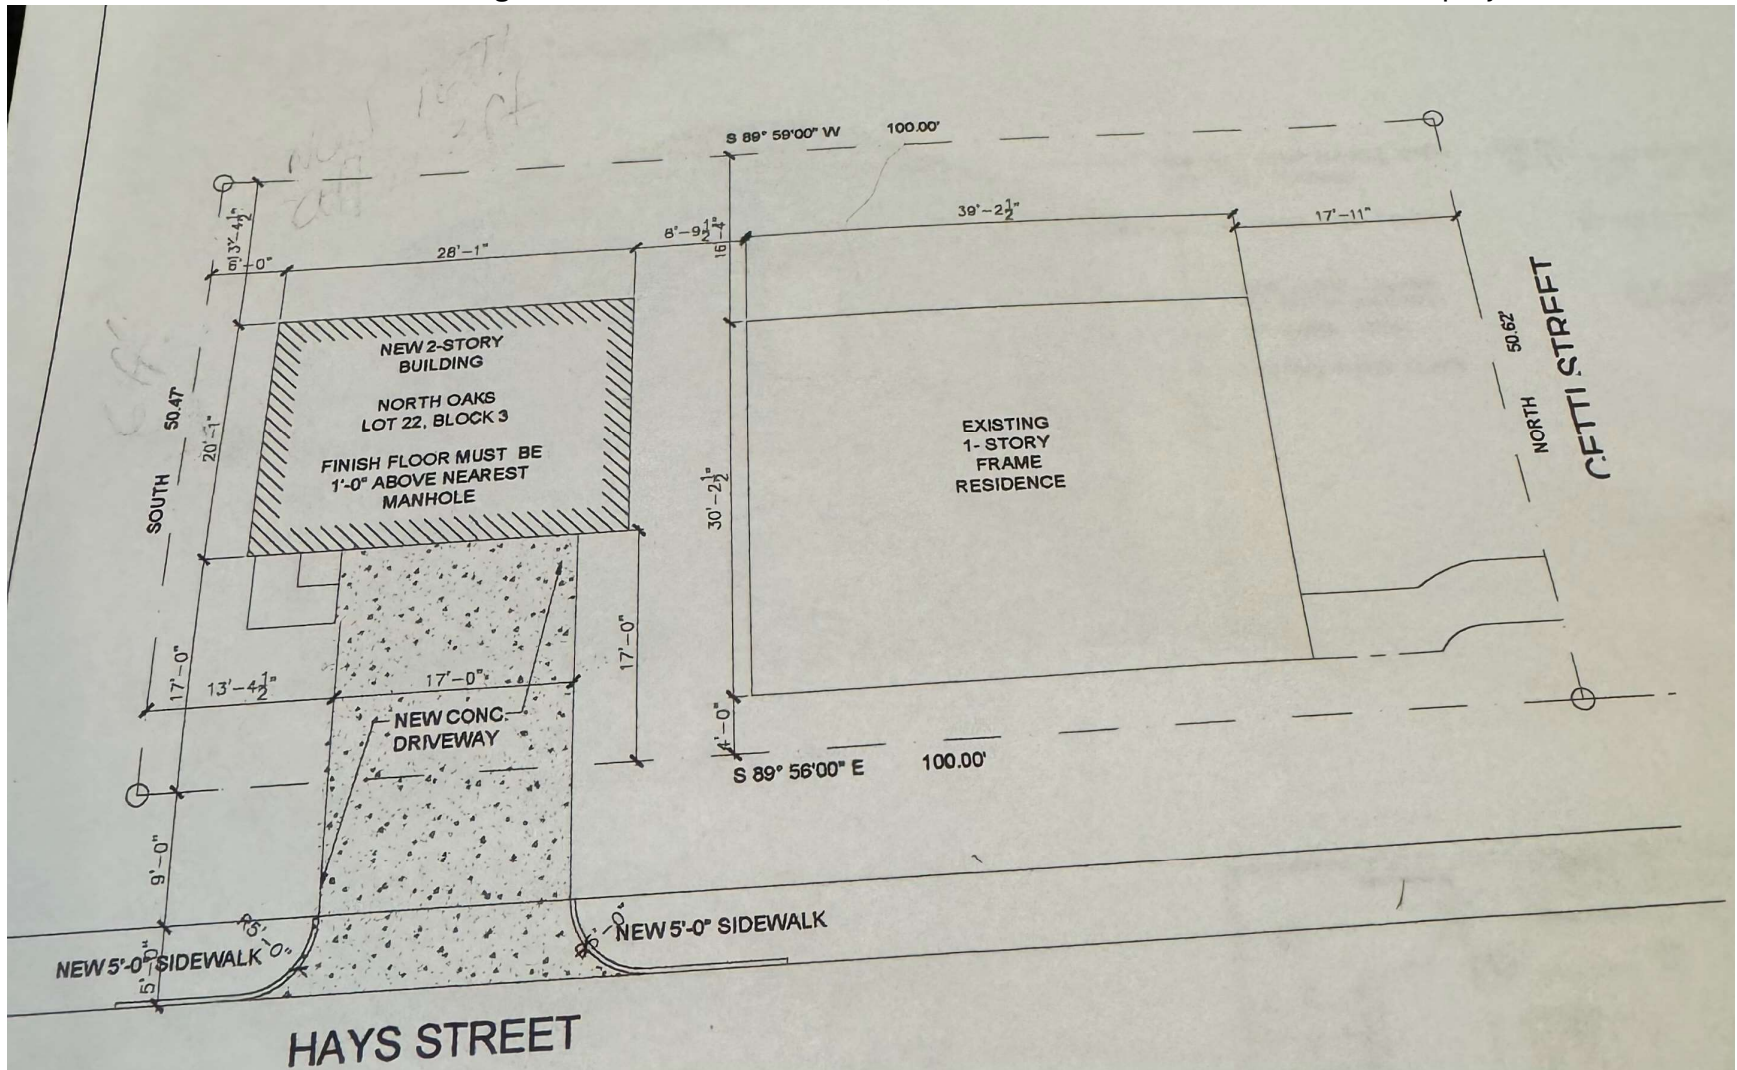 S 89° 59'00" W 100.00'
13'-4½"
6'-0"
28'-1"
8'-9½"
16'-4"
39'-2½"
17'-11"
SOUTH 50.47'
20'-1"
NEW 2-STORY
BUILDING
NORTH OAKS
LOT 22, BLOCK 3
FINISH FLOOR MUST BE
1'-0" ABOVE NEAREST
MANHOLE
30'-2½"
EXISTING
1- STORY
FRAME
RESIDENCE
NORTH 50.62'
STREET
17'-0"
13'-4½"
17'-0"
17'-0"
NEW CONC.
DRIVEWAY
4'-0"
S 89° 56'00" E 100.00'
9'-0"
5'-0"
NEW 5'-0" SIDEWALK
R5'-0"
NEW 5'-0" SIDEWALK
HAYS STREET